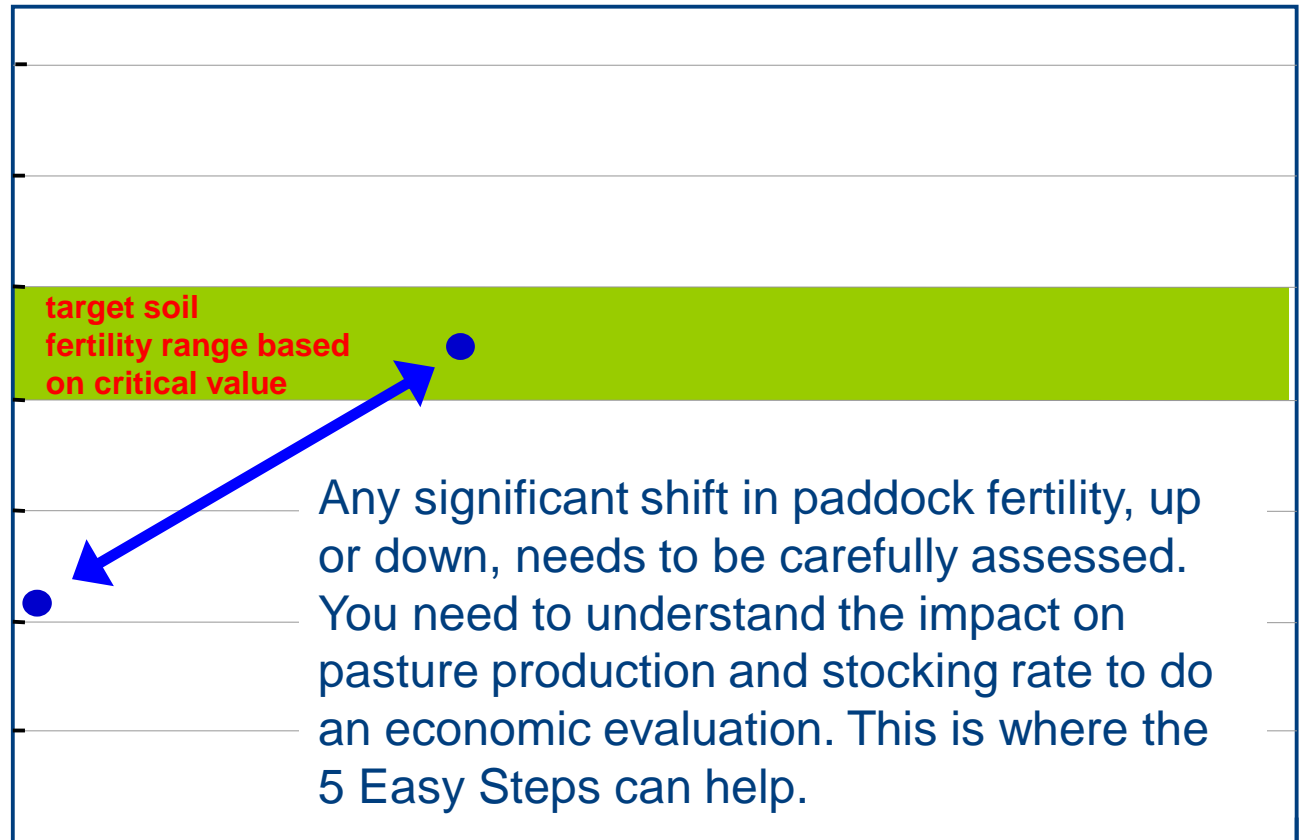 target soil
fertility range based
on critical value
Any significant shift in paddock fertility, up
or down, needs to be carefully assessed.
You need to understand the impact on
pasture production and stocking rate to do
an economic evaluation. This is where the
5 Easy Steps can help.